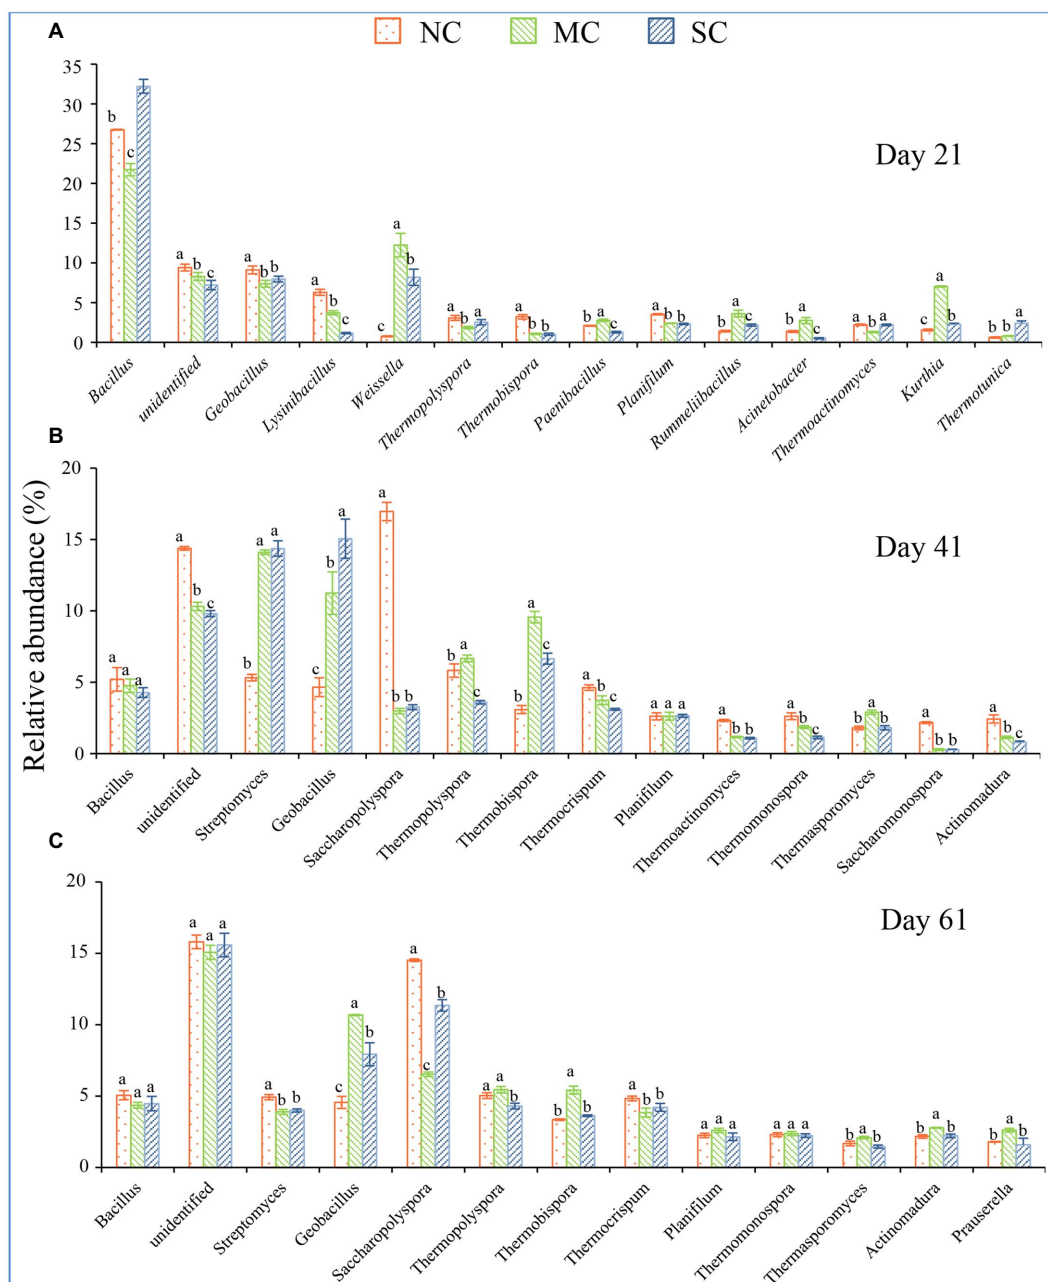 A
NC MC SC
Day 21
35
30
25
20
15
10
5
0
b c
a b c
a b b
a b c
c a b
a b a
a b b
b a c
a b b
b a b
b a c
a b a
c a b
b b a
Bacillus unidentified Geobacillus Lysinibacillus Weissella Thermopolyspora Thermobispora Paenibacillus Planifilum Rummeliibacillus Acinetobacter Thermoactinomyces Kurthia Thermotunica
Relative abundance (%)
B
Day 41
20
15
10
5
0
a a a
a b c
b a a
c b a
a b b
b a c
b a c
a b c
a a a
a b b
a b c
b a b
a b b
a b c
Bacillus unidentified Streptomyces Geobacillus Saccharopolyspora Thermopolyspora Thermobispora Thermocrispum Planifilum Thermoactinomyces Thermomonospora Thermasporomyces Saccharomonospora Actinomadura
C
Day 61
20
15
10
5
0
a a a
a a a
a b b
c a b
a c b
a a b
b a b
a b b
a a a
a a a
b a b
b a b
b a b
Bacillus unidentified Streptomyces Geobacillus Saccharopolyspora Thermopolyspora Thermobispora Thermocrispum Planifilum Thermomonospora Thermasporomyces Actinomadura Prauserella